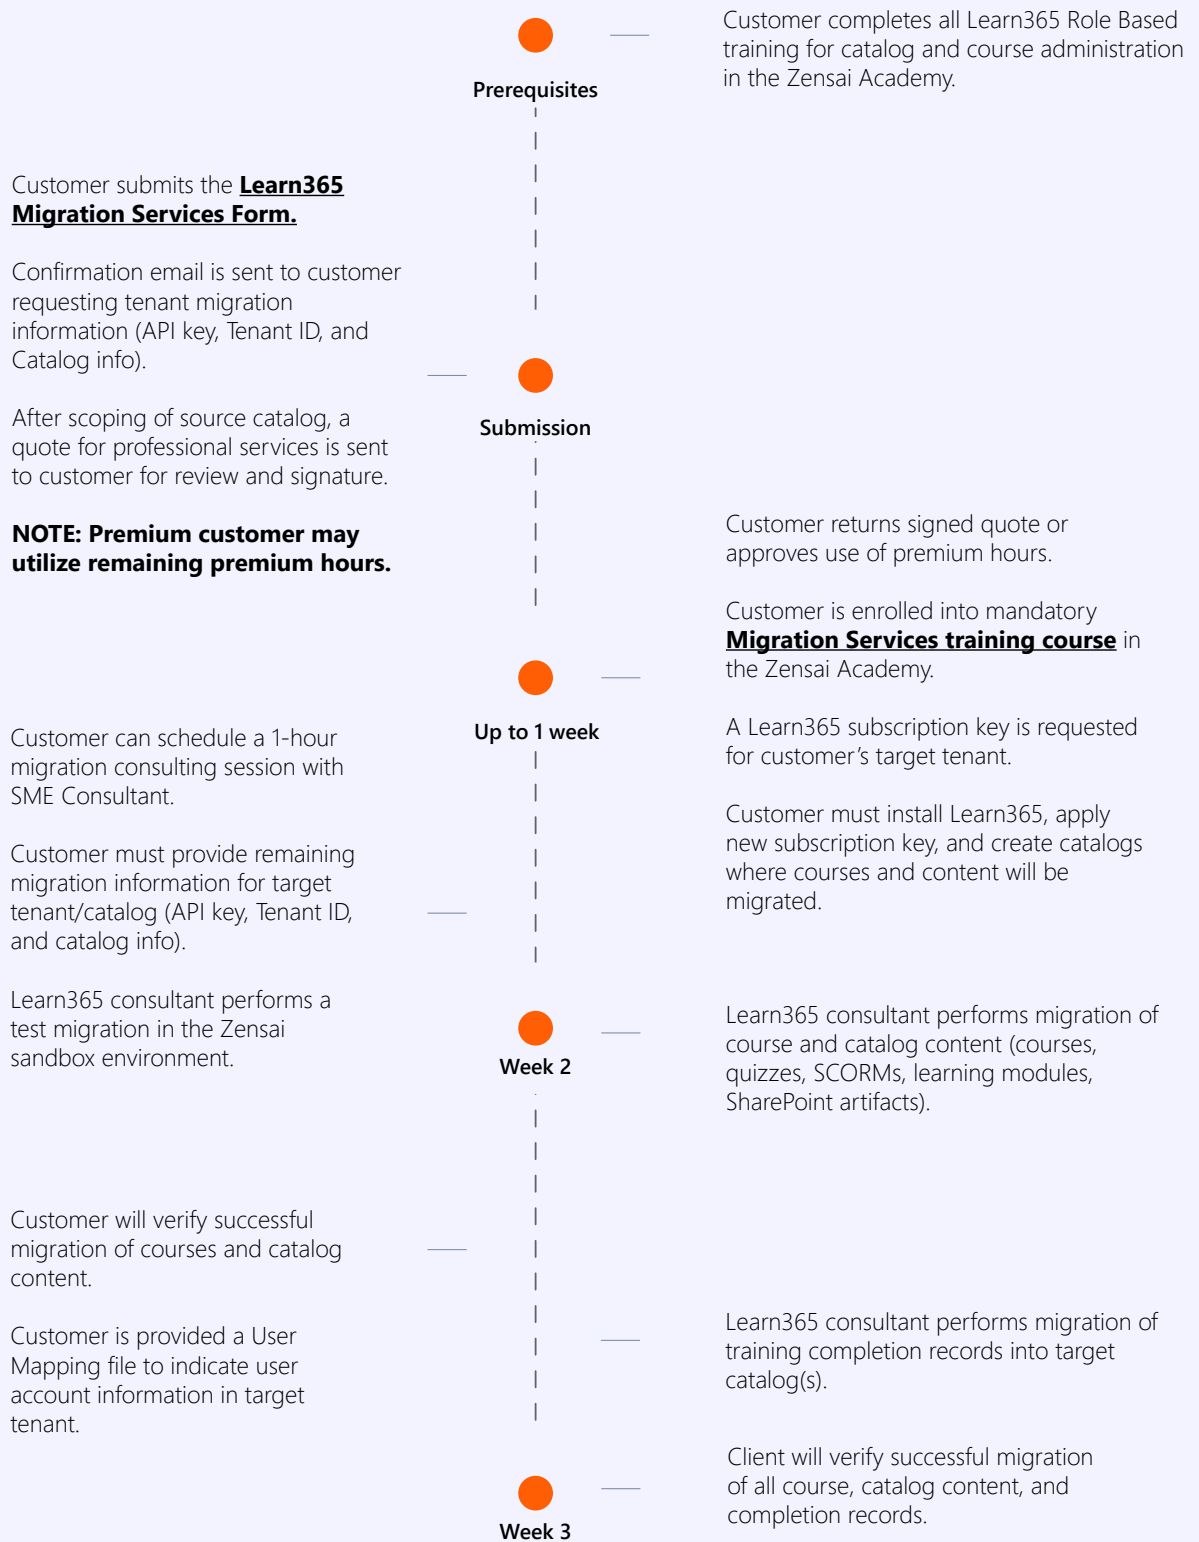 Customer completes all Learn365 Role Based
training for catalog and course administration
in the Zensai Academy.
Prerequisites
Customer submits the Learn365
Migration Services Form.
Confirmation email is sent to customer
requesting tenant migration
information (API key, Tenant ID, and
Catalog info).
After scoping of source catalog, a
quote for professional services is sent
to customer for review and signature.
NOTE: Premium customer may
utilize remaining premium hours.
Submission
Customer returns signed quote or
approves use of premium hours.
Customer is enrolled into mandatory
Migration Services training course in
the Zensai Academy.
A Learn365 subscription key is requested
for customer's target tenant.
Customer must install Learn365, apply
new subscription key, and create catalogs
where courses and content will be
migrated.
Up to 1 week
Customer can schedule a 1-hour
migration consulting session with
SME Consultant.
Customer must provide remaining
migration information for target
tenant/catalog (API key, Tenant ID,
and catalog info).
Learn365 consultant performs a
test migration in the Zensai
sandbox environment.
Week 2
Learn365 consultant performs migration of
course and catalog content (courses,
quizzes, SCORMs, learning modules,
SharePoint artifacts).
Customer will verify successful
migration of courses and catalog
content.
Customer is provided a User
Mapping file to indicate user
account information in target
tenant.
Learn365 consultant performs migration of
training completion records into target
catalog(s).
Client will verify successful migration
of all course, catalog content, and
completion records.
Week 3